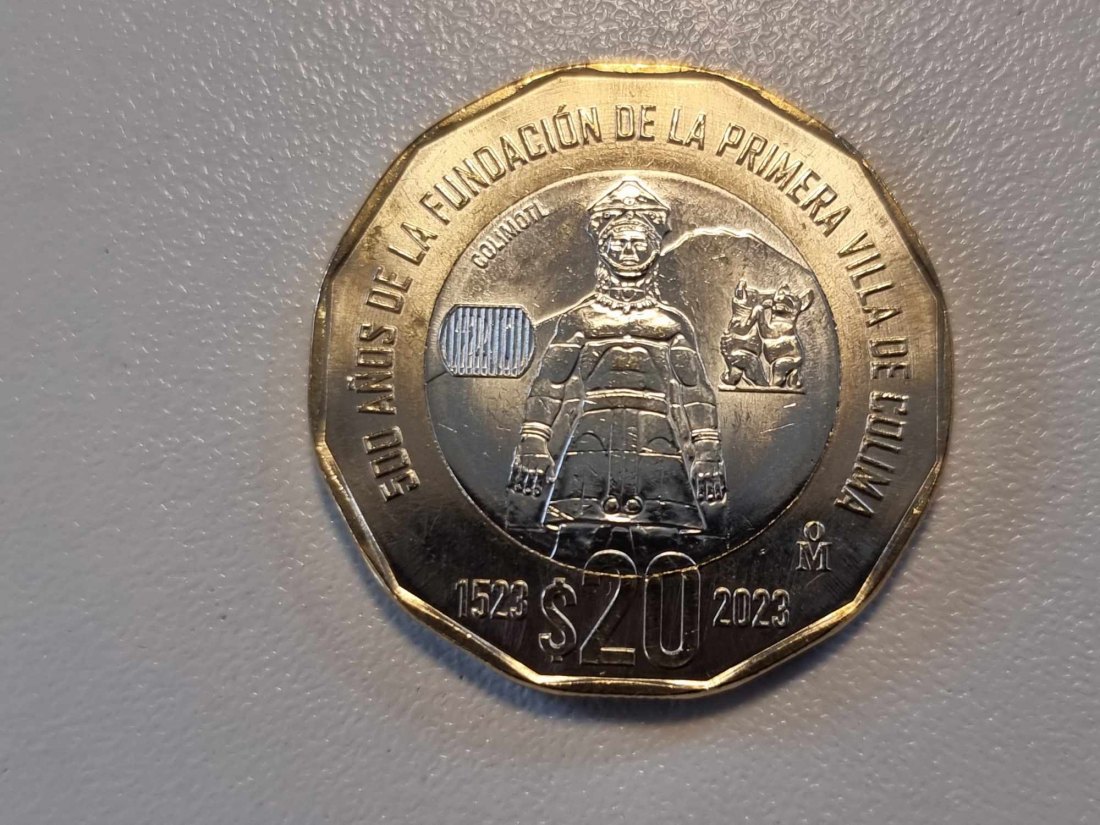 500 AÑOS DE LA FUNDACIÓN DE LA PRIMERA VILLA DE COLIMA
COLIMOTL
M
O
1523 $20 2023